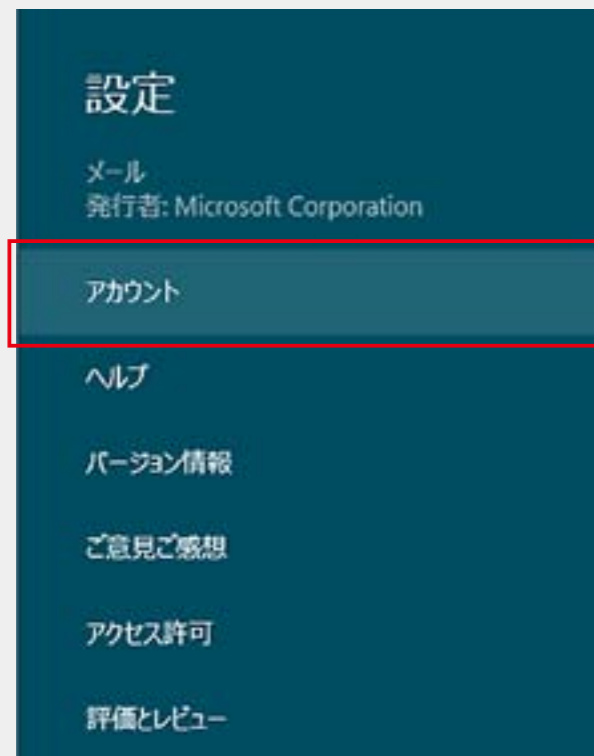 設定
メール
発行者: Microsoft Corporation
アカウント
ヘルプ
バージョン情報
ご意見ご感想
アクセス許可
評価とレビュー